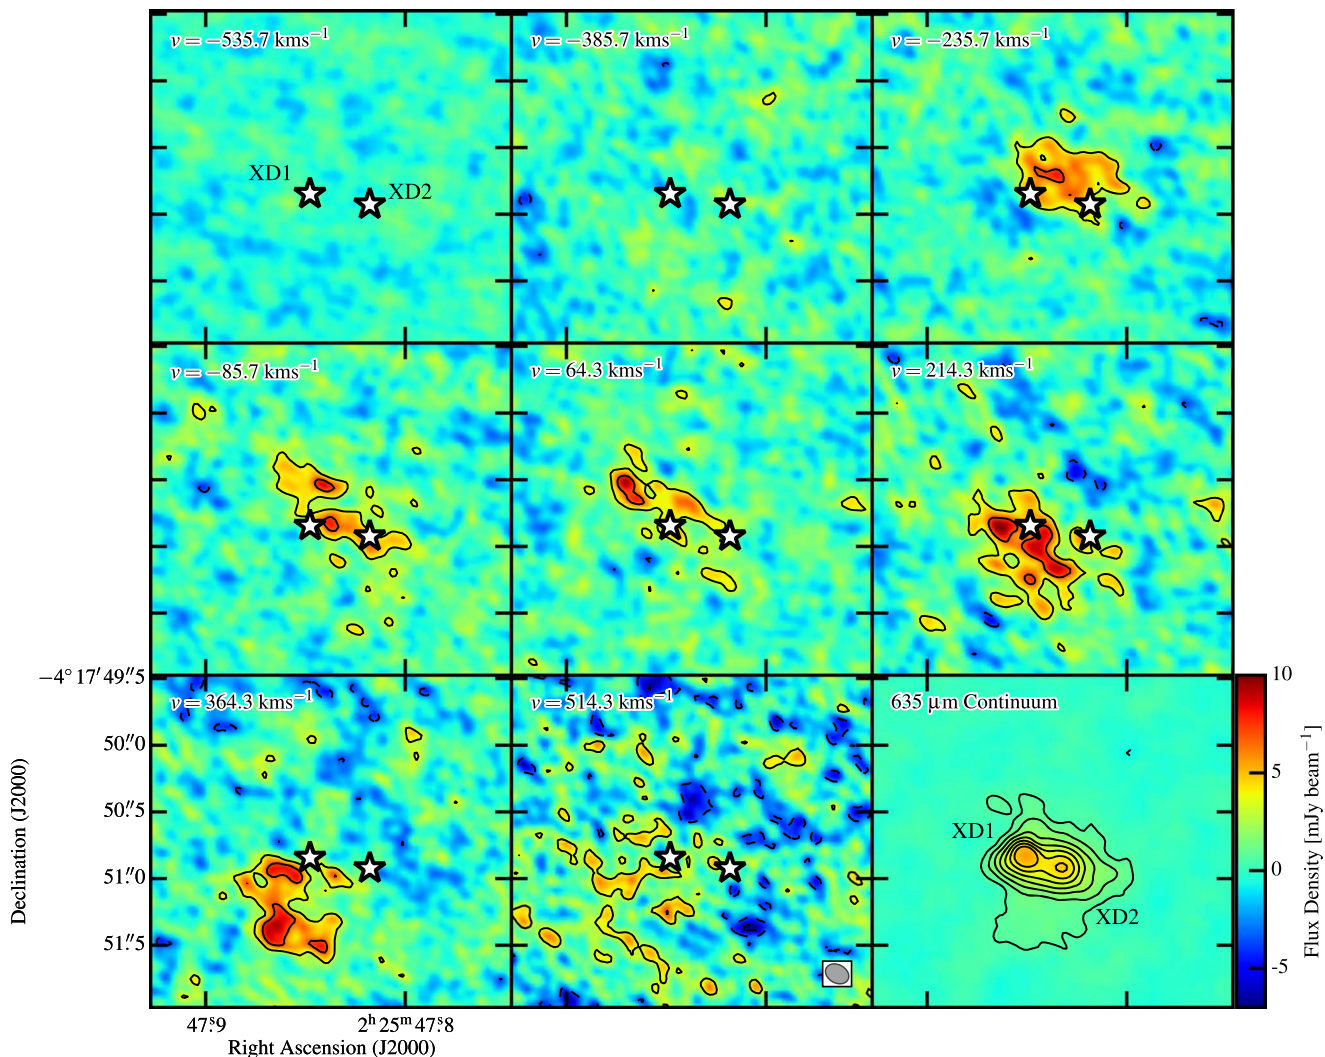 v = −535.7 kms⁻¹
v = −385.7 kms⁻¹
v = −235.7 kms⁻¹
XD1
XD2
v = −85.7 kms⁻¹
v = 64.3 kms⁻¹
v = 214.3 kms⁻¹
v = 364.3 kms⁻¹
v = 514.3 kms⁻¹
635 μm Continuum
XD1
XD2
−4° 17′ 49″.5
50″.0
50″.5
51″.0
51″.5
Declination (J2000)
47ˢ.9
2ʰ 25ᵐ 47ˢ.8
Right Ascension (J2000)
10
5
0
-5
Flux Density [mJy beam⁻¹]